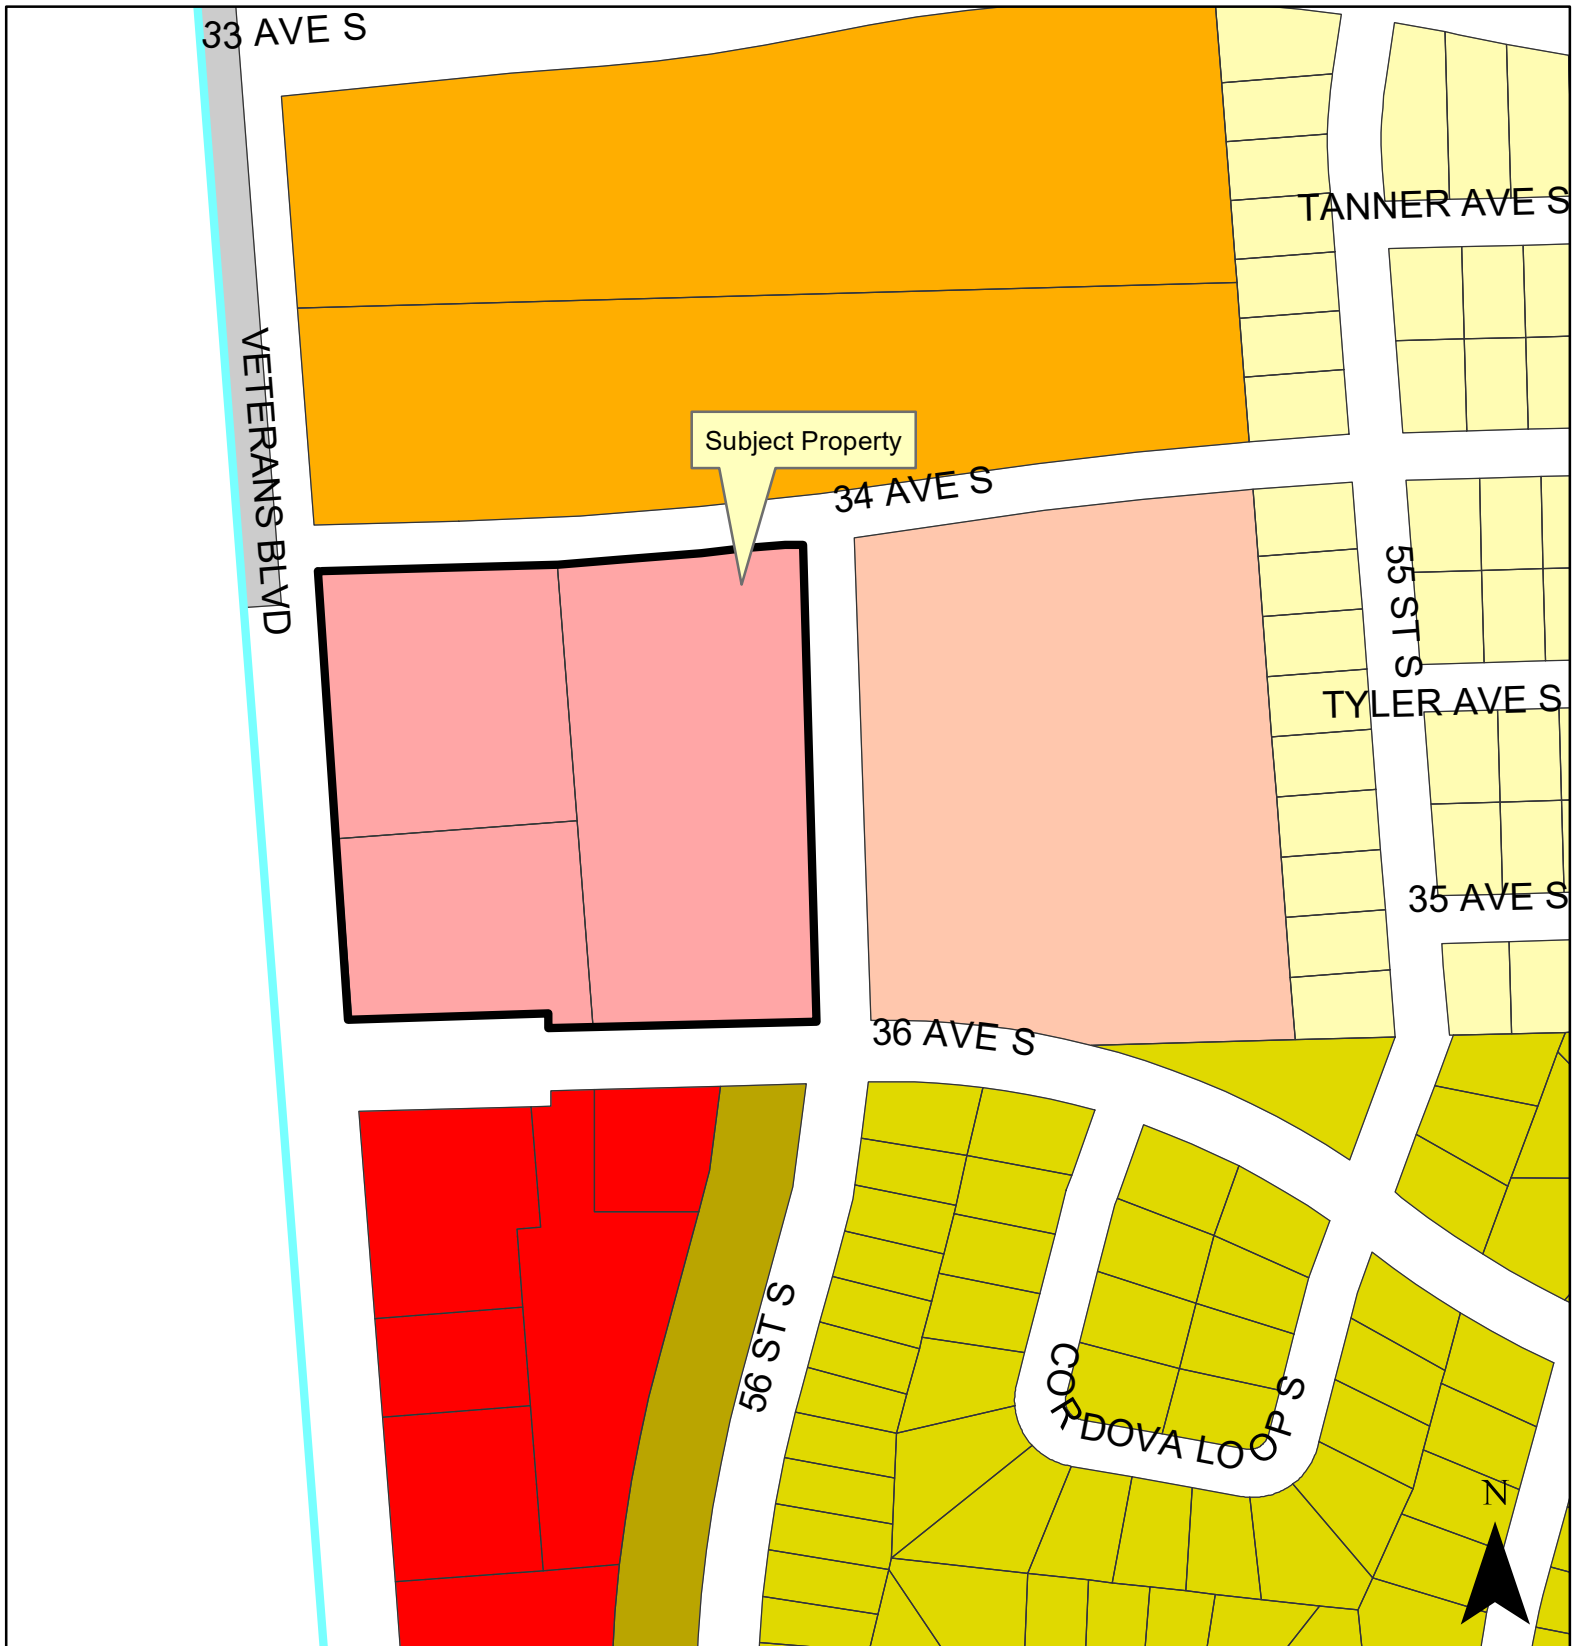 33 AVE S
TANNER AVE S
VETERANS BLVD
Subject Property
34 AVE S
55 ST S
TYLER AVE S
35 AVE S
36 AVE S
56 ST S
CORDOVA LOOP S
N